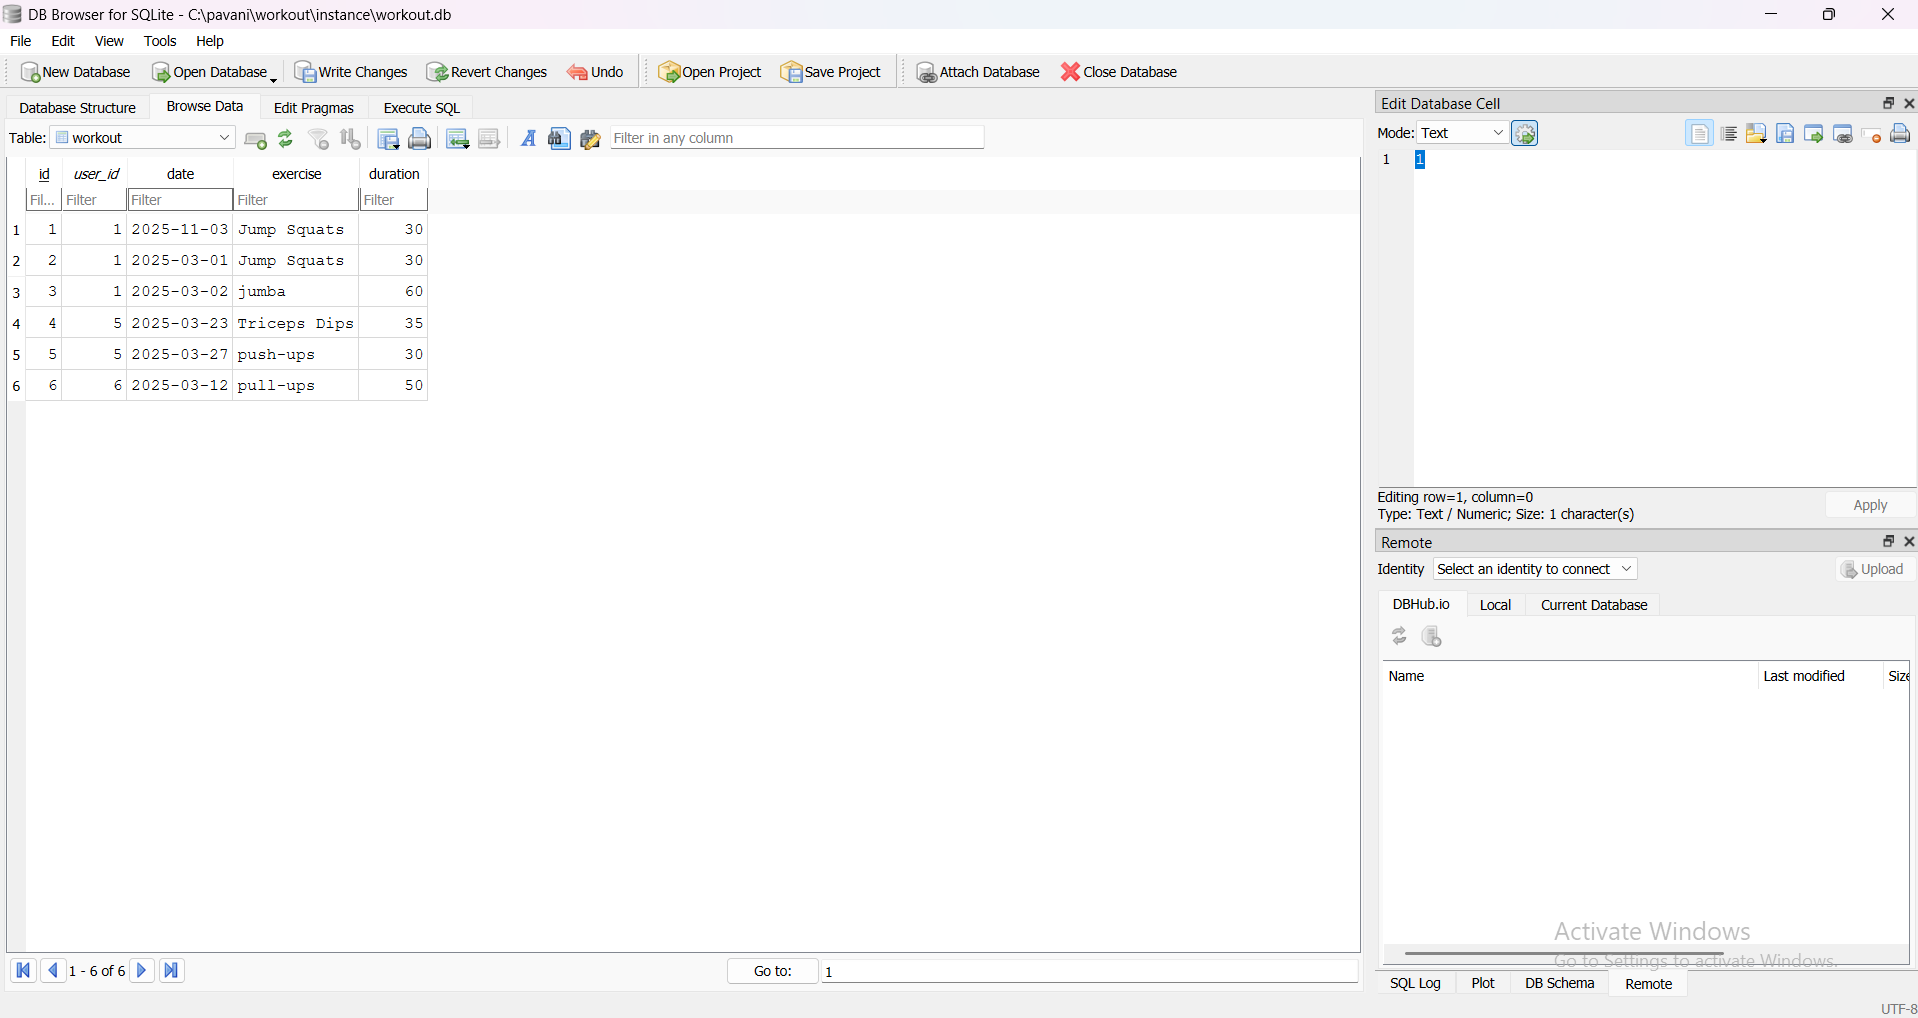 DB Browser for SQLite - C:\pavani\workout\instance\workout.db
File Edit View Tools Help
New Database Open Database Write Changes Revert Changes Undo Open Project Save Project Attach Database Close Database
Database Structure Browse Data Edit Pragmas Execute SQL
Table: workout Filter in any column
id user_id date exercise duration
Fil... Filter Filter Filter Filter
1 1 1 2025-11-03 Jump Squats 30
2 2 1 2025-03-01 Jump Squats 30
3 3 1 2025-03-02 jumba 60
4 4 5 2025-03-23 Triceps Dips 35
5 5 5 2025-03-27 push-ups 30
6 6 6 2025-03-12 pull-ups 50
1 - 6 of 6 Go to: 1
Edit Database Cell
Mode: Text
1 1
Editing row=1, column=0
Type: Text / Numeric; Size: 1 character(s)
Apply
Remote
Identity Select an identity to connect Upload
DBHub.io Local Current Database
Name Last modified Size
Activate Windows
Go to Settings to activate Windows.
SQL Log Plot DB Schema Remote
UTF-8